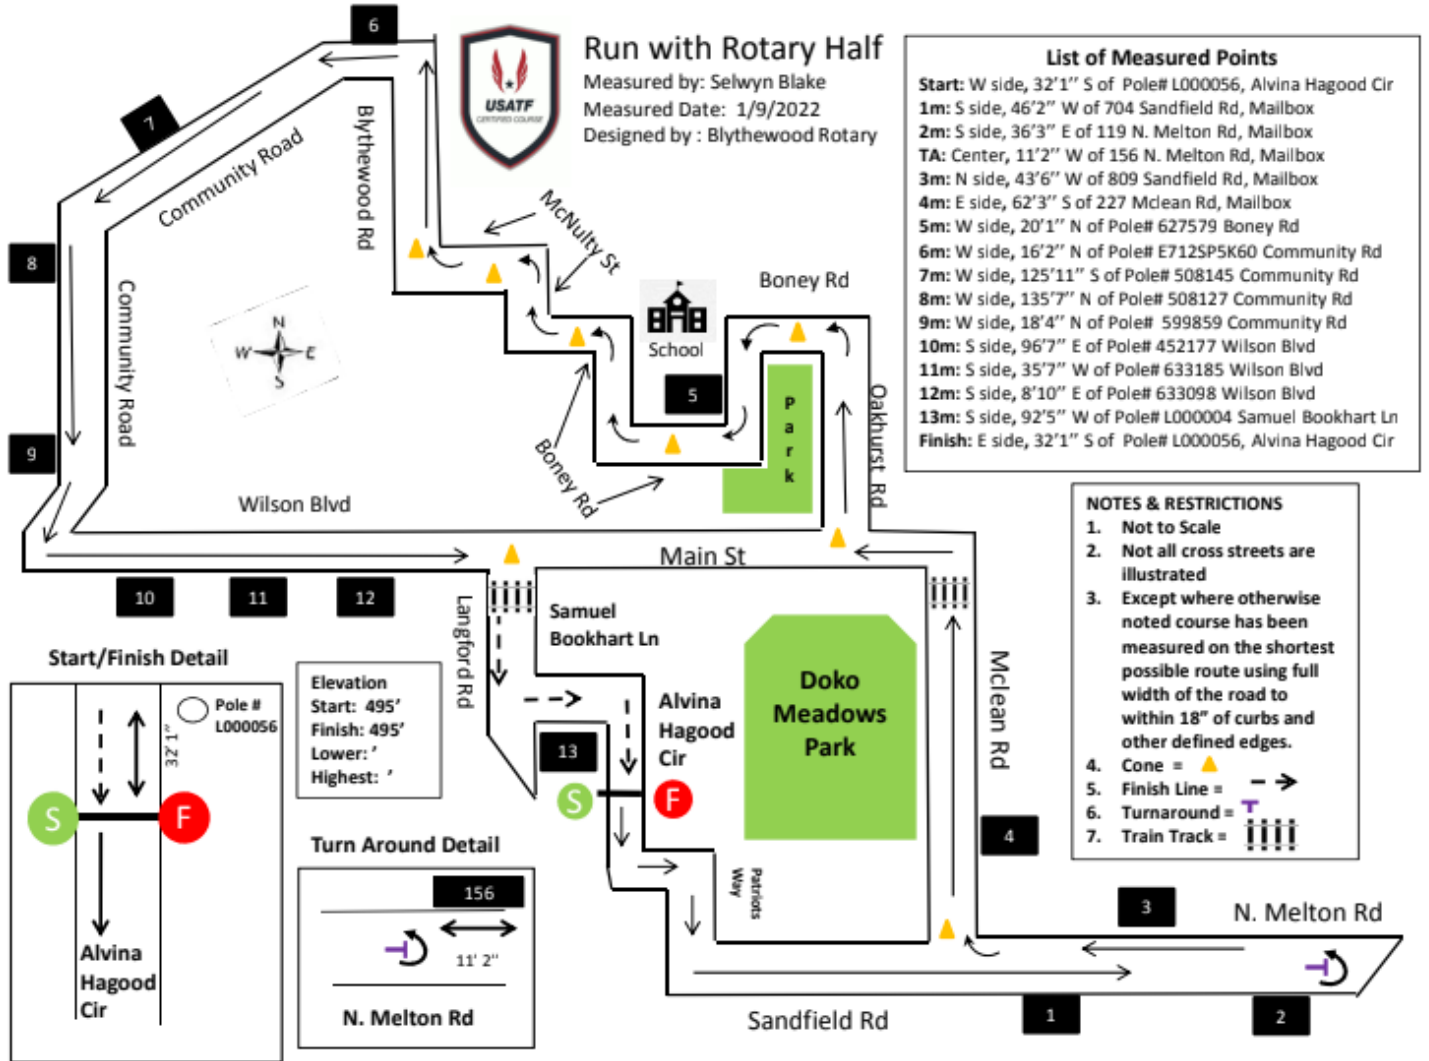 Run with Rotary Half
Measured by: Selwyn Blake
Measured Date: 1/9/2022
Designed by : Blythewood Rotary
USATF
CERTIFIED COURSE
List of Measured Points
Start: W side, 32'1'' S of Pole# L000056, Alvina Hagood Cir
1m: S side, 46'2'' W of 704 Sandfield Rd, Mailbox
2m: S side, 36'3'' E of 119 N. Melton Rd, Mailbox
TA: Center, 11'2'' W of 156 N. Melton Rd, Mailbox
3m: N side, 43'6'' W of 809 Sandfield Rd, Mailbox
4m: E side, 62'3'' S of 227 Mclean Rd, Mailbox
5m: W side, 20'1'' N of Pole# 627579 Boney Rd
6m: W side, 16'2'' N of Pole# E712SP5K60 Community Rd
7m: W side, 125'11'' S of Pole# 508145 Community Rd
8m: W side, 135'7'' N of Pole# 508127 Community Rd
9m: W side, 18'4'' N of Pole# 599859 Community Rd
10m: S side, 96'7'' E of Pole# 452177 Wilson Blvd
11m: S side, 35'7'' W of Pole# 633185 Wilson Blvd
12m: S side, 8'10'' E of Pole# 633098 Wilson Blvd
13m: S side, 92'5'' W of Pole# L000004 Samuel Bookhart Ln
Finish: E side, 32'1'' S of Pole# L000056, Alvina Hagood Cir
6
7
8
9
Community Road
Community Road
Blythewood Rd
McNulty St
Boney Rd
School
5
Park
Oakhurst Rd
Boney Rd
N
W E
S
Wilson Blvd
Main St
10
11
12
Langford Rd
Samuel
Bookhart Ln
Alvina
Hagood
Cir
13
S
F
Doko
Meadows
Park
Mclean Rd
4
Patriots
Way
3
N. Melton Rd
Sandfield Rd
1
2
NOTES & RESTRICTIONS
1. Not to Scale
2. Not all cross streets are
illustrated
3. Except where otherwise
noted course has been
measured on the shortest
possible route using full
width of the road to
within 18" of curbs and
other defined edges.
4. Cone =
5. Finish Line =
6. Turnaround =
7. Train Track =
Start/Finish Detail
Pole #
L000056
32' 1''
S
F
Alvina
Hagood
Cir
Elevation
Start: 495'
Finish: 495'
Lower: '
Highest: '
Turn Around Detail
156
11' 2''
N. Melton Rd